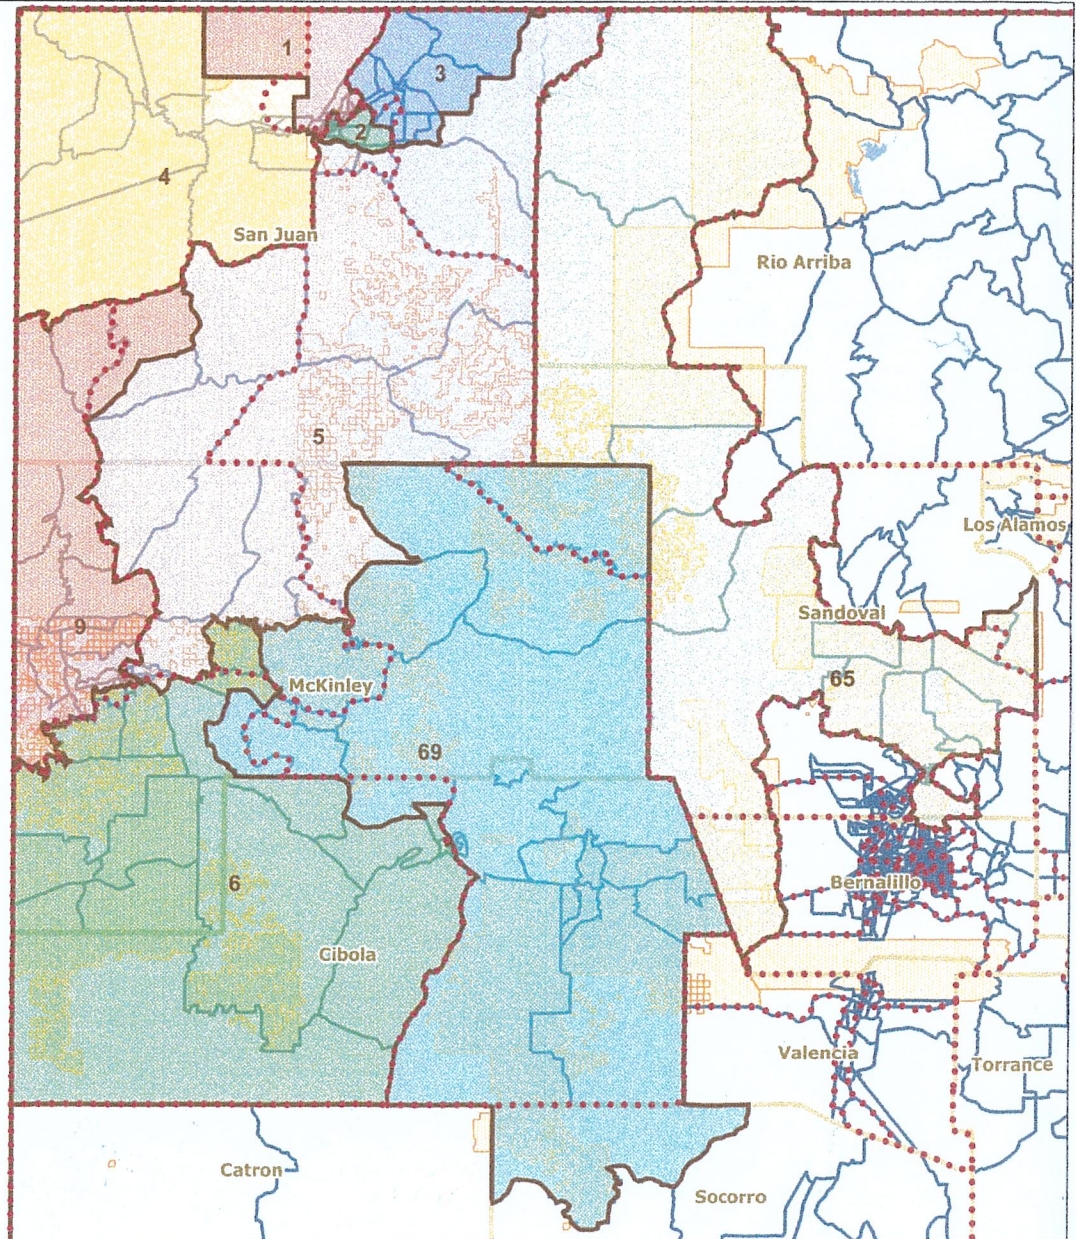 1
3
2
4
San Juan
Rio Arriba
5
Los Alamos
Sandoval
9
65
McKinley
69
6
Bernalillo
Cibola
Valencia
Torrance
Catron
Socorro